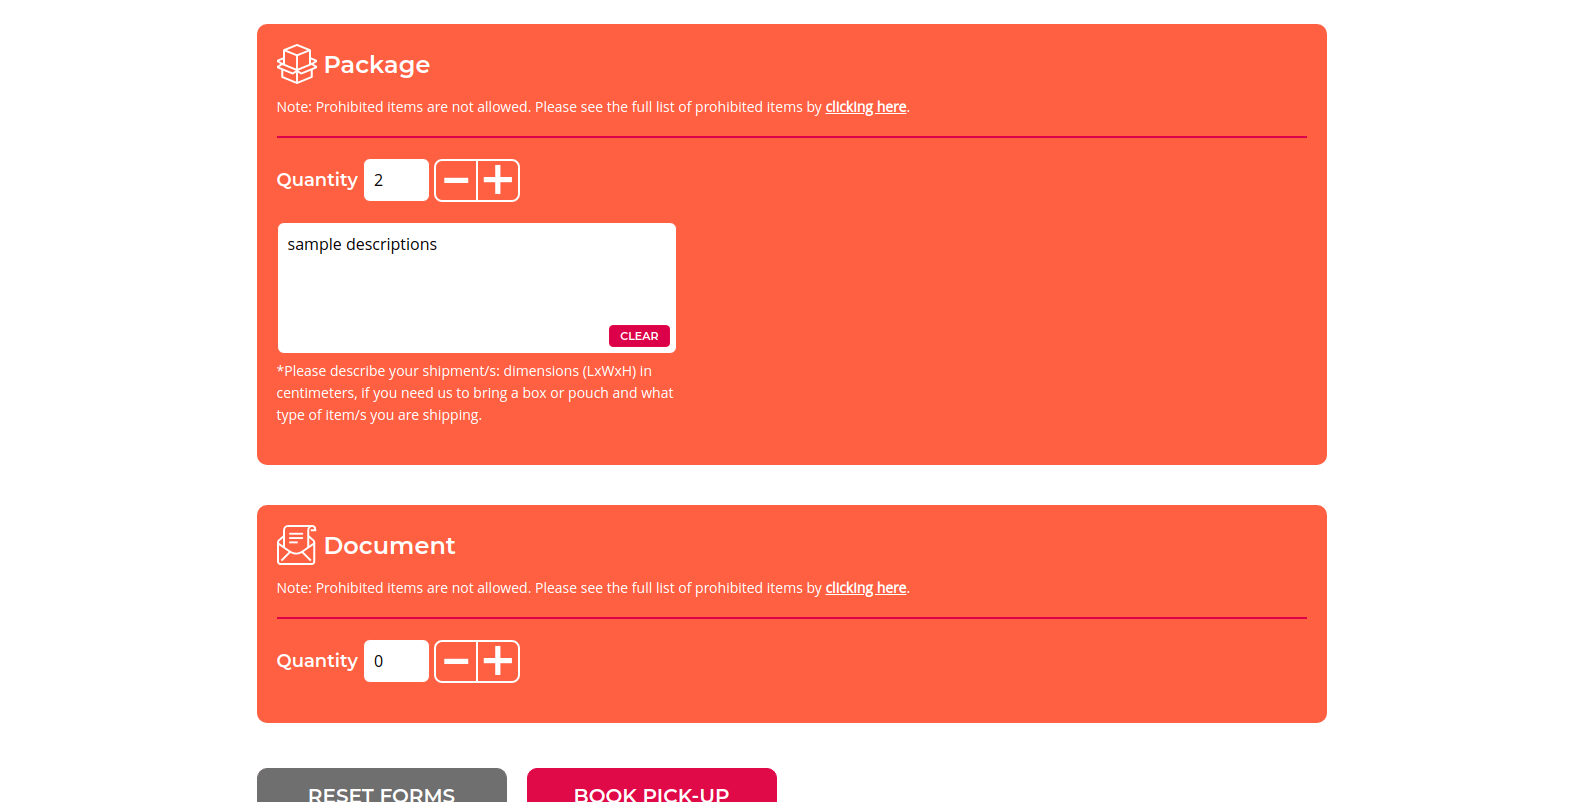 Package
Note: Prohibited items are not allowed. Please see the full list of prohibited items by clicking here.
Quantity 2
sample descriptions
CLEAR
*Please describe your shipment/s: dimensions (LxWxH) in
centimeters, if you need us to bring a box or pouch and what
type of item/s you are shipping.
Document
Note: Prohibited items are not allowed. Please see the full list of prohibited items by clicking here.
Quantity 0
RESET FORMS BOOK PICK-UP